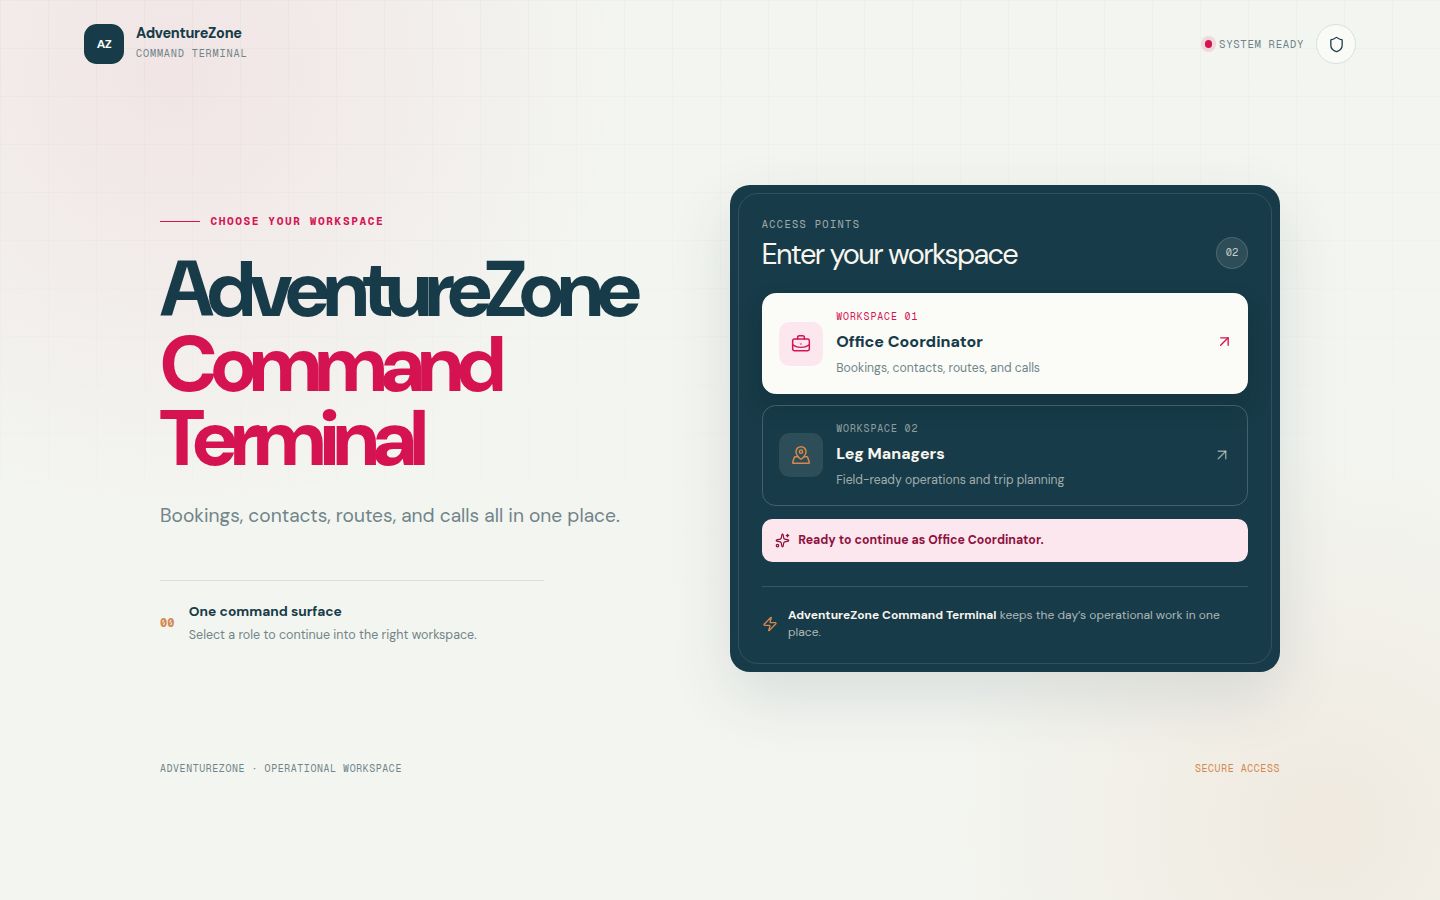 AZ
AdventureZone
COMMAND TERMINAL
SYSTEM READY
CHOOSE YOUR WORKSPACE
AdventureZone
Command
Terminal
Bookings, contacts, routes, and calls all in one place.
00
One command surface
Select a role to continue into the right workspace.
ACCESS POINTS
Enter your workspace
02
WORKSPACE 01
Office Coordinator
Bookings, contacts, routes, and calls
WORKSPACE 02
Leg Managers
Field-ready operations and trip planning
Ready to continue as Office Coordinator.
AdventureZone Command Terminal keeps the day's operational work in one
place.
ADVENTUREZONE · OPERATIONAL WORKSPACE
SECURE ACCESS